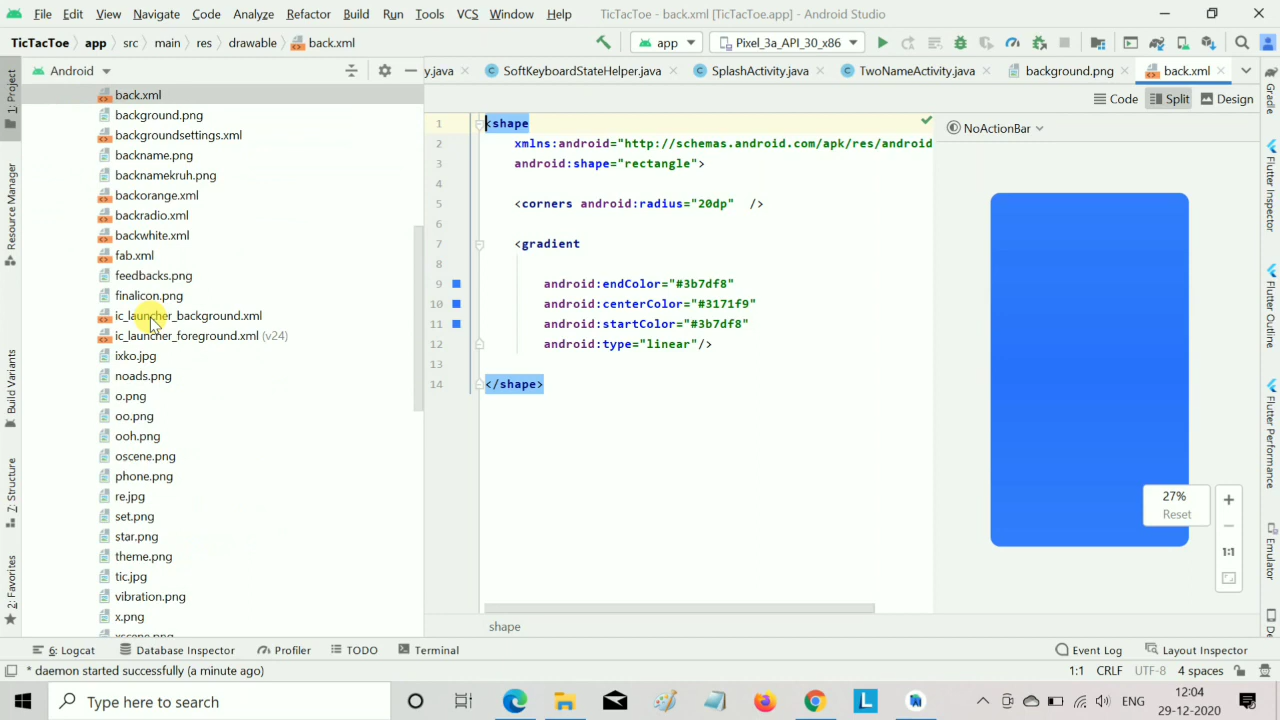 File Edit View Navigate Code Analyze Refactor Build Run Tools VCS Window Help TicTacToe - back.xml [TicTacToe.app] - Android Studio
TicTacToe app src main res drawable back.xml app Pixel_3a_API_30_x86
Android y.java SoftKeyboardStateHelper.java SplashActivity.java TwoNameActivity.java background.png back.xml
Code Split Design
back.xml
background.png
backgroundsettings.xml
backname.png
backnamekruti.png
backorange.xml
backradio.xml
backwhite.xml
fab.xml
feedbacks.png
finalicon.png
ic_launcher_background.xml
ic_launcher_foreground.xml (v24)
ixko.jpg
noads.png
o.png
oo.png
ooh.png
oscene.png
phone.png
re.jpg
set.png
star.png
theme.png
tic.jpg
vibration.png
x.png
xscene.png
1: Project
Resource Manager
Build Variants
Z: Structure
2: Favorites
1 <shape
2 xmlns:android="http://schemas.android.com/apk/res/android
3 android:shape="rectangle">
4
5 <corners android:radius="20dp" />
6
7 <gradient
8
9 android:endColor="#3b7df8"
10 android:centerColor="#3171f9"
11 android:startColor="#3b7df8"
12 android:type="linear"/>
13
14 </shape>
shape
NoActionBar
27%
Reset
1:1
Gradle
Flutter Inspector
Flutter Outline
Flutter Performance
Emulator
6: Logcat Database Inspector Profiler TODO Terminal Event Log Layout Inspector
* daemon started successfully (a minute ago) 1:1 CRLF UTF-8 4 spaces
Type here to search ENG 12:04
29-12-2020